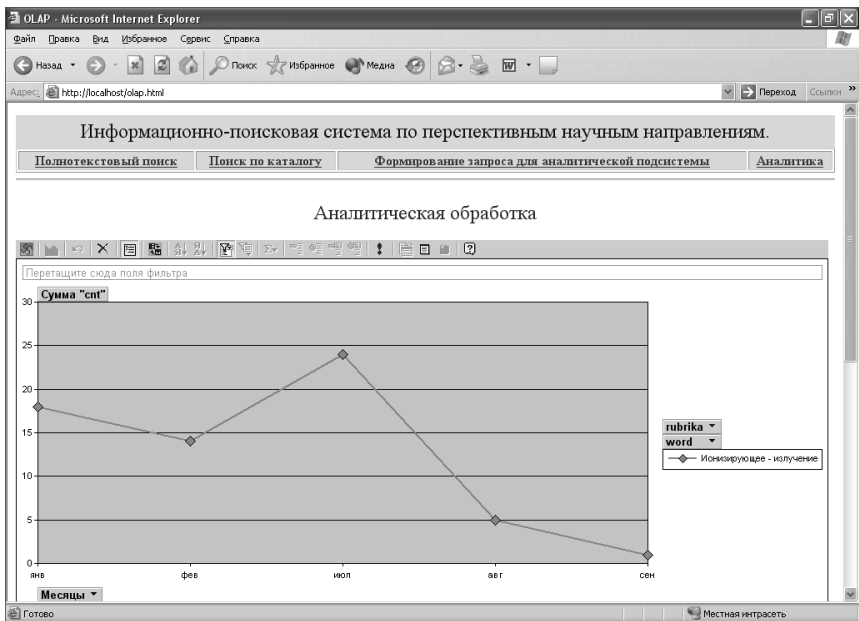 OLAP - Microsoft Internet Explorer
Файл Правка Вид Избранное Сервис Справка
Назад Поиск Избранное Медиа
Адрес: http://localhost/olap.html Переход Ссылки »
Информационно-поисковая система по перспективным научным направлениям.
Полнотекстовый поиск Поиск по каталогу Формирование запроса для аналитической подсистемы Аналитика
Аналитическая обработка
Перетащите сюда поля фильтра
Сумма "cnt"
30
25
20
15
10
5
0
rubrika
word
Ионизирующее - излучение
янв фев июл авг сен
Месяцы
Готово Местная интрасеть